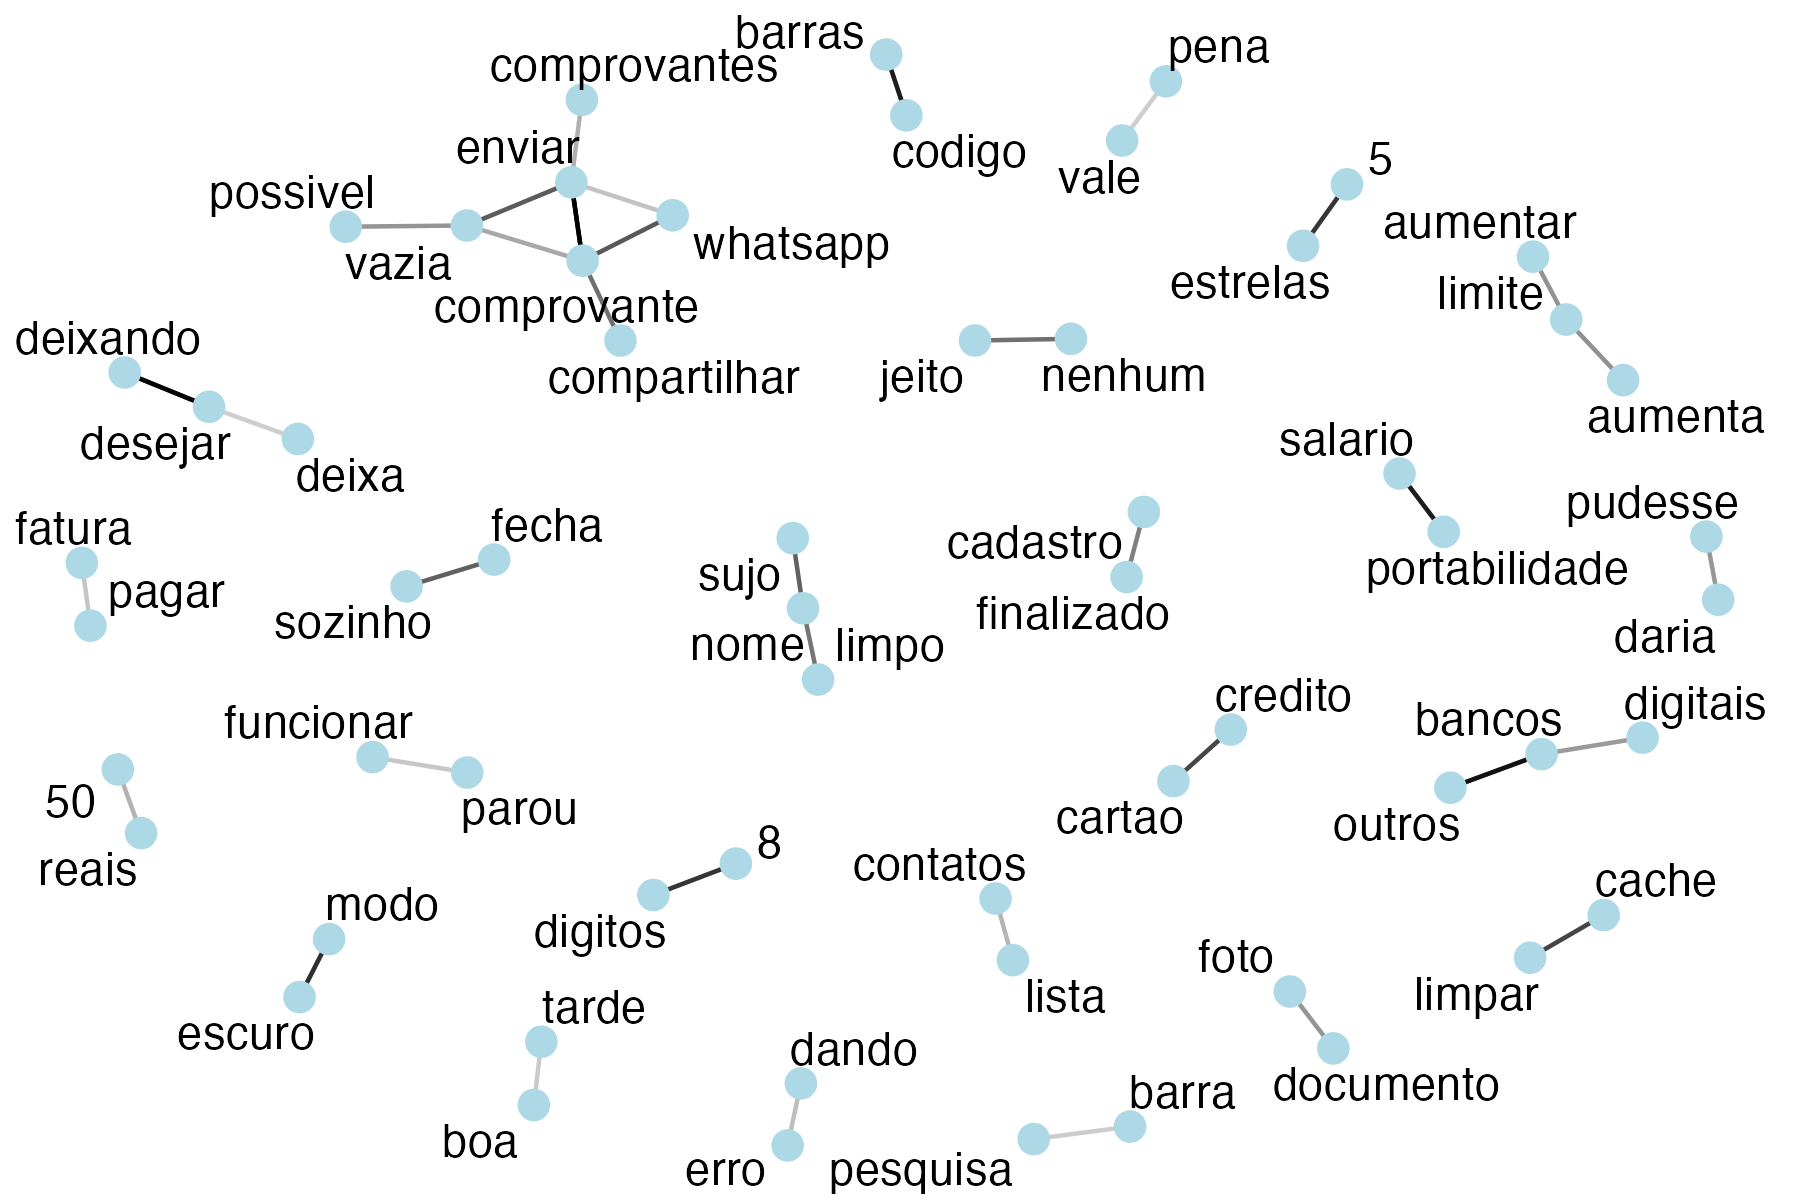 barras
pena
comprovantes
enviar
codigo
vale
5
possivel
aumentar
vazia
whatsapp
estrelas
limite
comprovante
deixando
compartilhar
jeito
nenhum
aumenta
desejar
deixa
salario
fatura
fecha
pudesse
cadastro
pagar
sozinho
sujo
finalizado
portabilidade
nome
limpo
daria
funcionar
credito
bancos
digitais
50
parou
cartao
outros
reais
8
contatos
modo
digitos
cache
escuro
tarde
lista
foto
limpar
dando
documento
boa
erro
pesquisa
barra